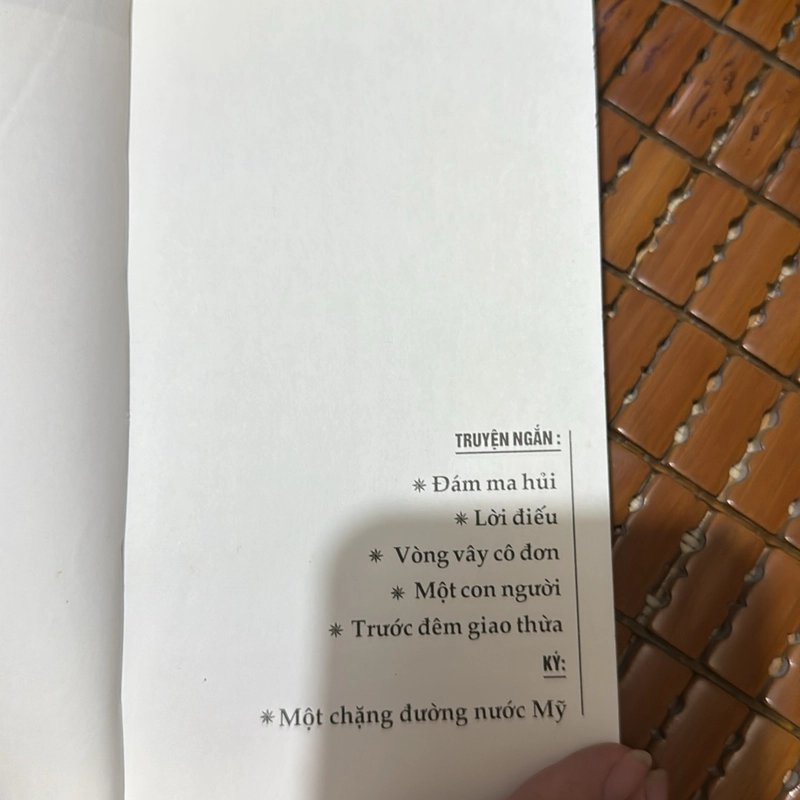 TRUYỆN NGẮN :
✳ Đám ma hủi
✳ Lời điếu
✳ Vòng vây cô đơn
✳ Một con người
✳ Trước đêm giao thừa
KÝ:
✳ Một chặng đường nước Mỹ